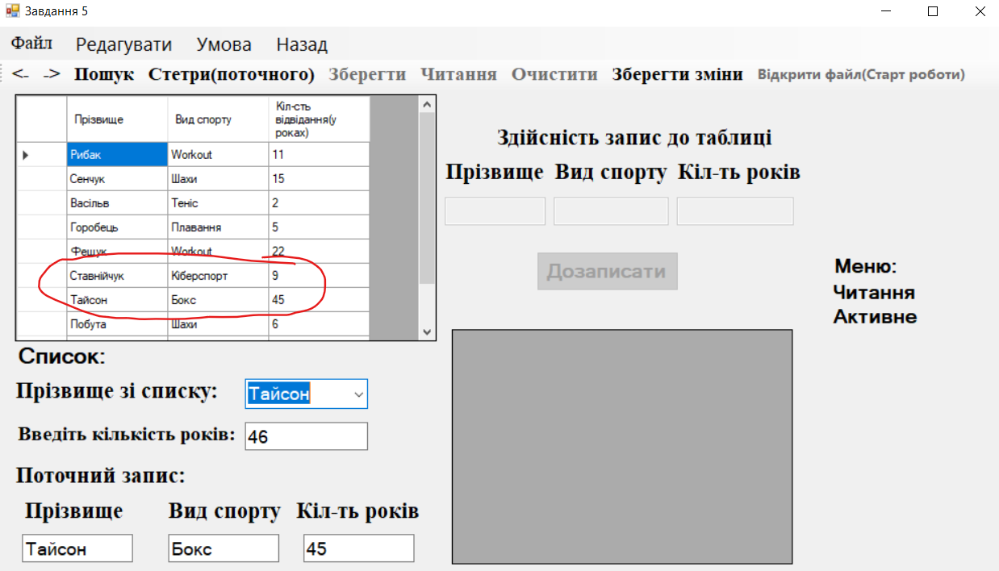 Завдання 5
Файл Редагувати Умова Назад
<- -> Пошук Стетри(поточного) Зберегти Читання Очистити Зберегти зміни Відкрити файл(Старт роботи)
Прізвище Вид спорту Кіл-сть відвідання(у роках)
Рибак Workout 11
Сенчук Шахи 15
Васільв Теніс 2
Горобець Плавання 5
Фещук Workout 22
Ставнійчук Кіберспорт 9
Тайсон Бокс 45
Побута Шахи 6
Здійсність запис до таблиці
Прізвище Вид спорту Кіл-ть років
Дозаписати
Меню:
Читання
Активне
Список:
Прізвище зі списку: Тайсон
Введіть кількість років: 46
Поточний запис:
Прізвище Вид спорту Кіл-ть років
Тайсон Бокс 45